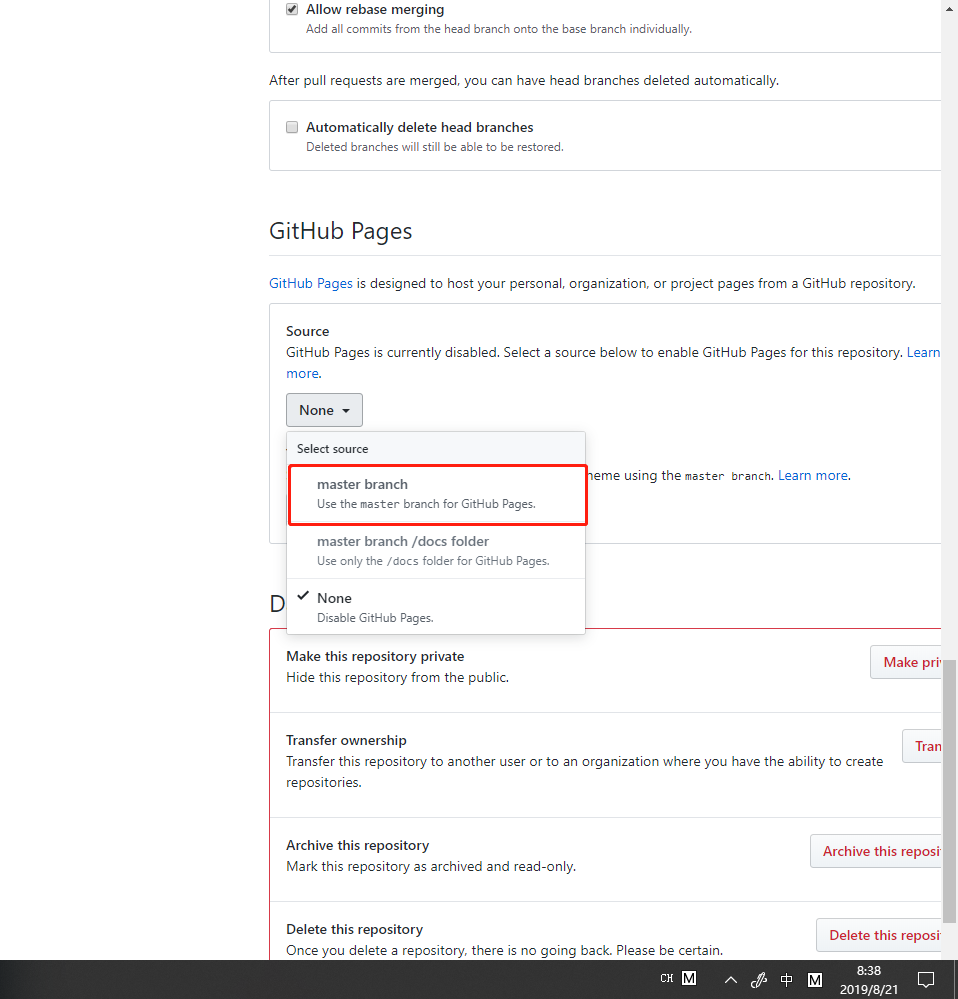 Allow rebase merging
Add all commits from the head branch onto the base branch individually.
After pull requests are merged, you can have head branches deleted automatically.
Automatically delete head branches
Deleted branches will still be able to be restored.
GitHub Pages
GitHub Pages is designed to host your personal, organization, or project pages from a GitHub repository.
Source
GitHub Pages is currently disabled. Select a source below to enable GitHub Pages for this repository. Learn
more.
None
Select source
master branch
Use the master branch for GitHub Pages.
heme using the master branch. Learn more.
master branch /docs folder
Use only the /docs folder for GitHub Pages.
None
Disable GitHub Pages.
D
Make this repository private
Hide this repository from the public.
Make pri
Transfer ownership
Transfer this repository to another user or to an organization where you have the ability to create
repositories.
Tran
Archive this repository
Mark this repository as archived and read-only.
Archive this reposi
Delete this repository
Once you delete a repository, there is no going back. Please be certain.
Delete this reposi
CH M 中 M
8:38
2019/8/21